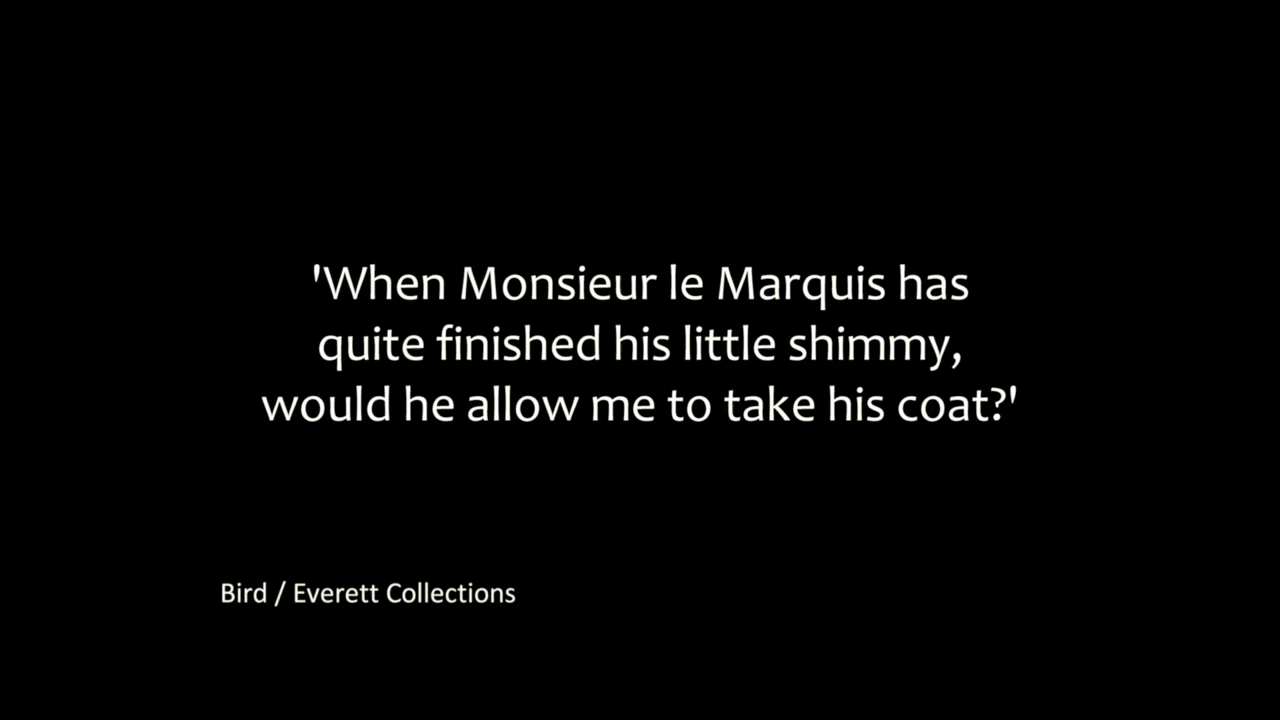 'When Monsieur le Marquis has
quite finished his little shimmy,
would he allow me to take his coat?'
Bird / Everett Collections